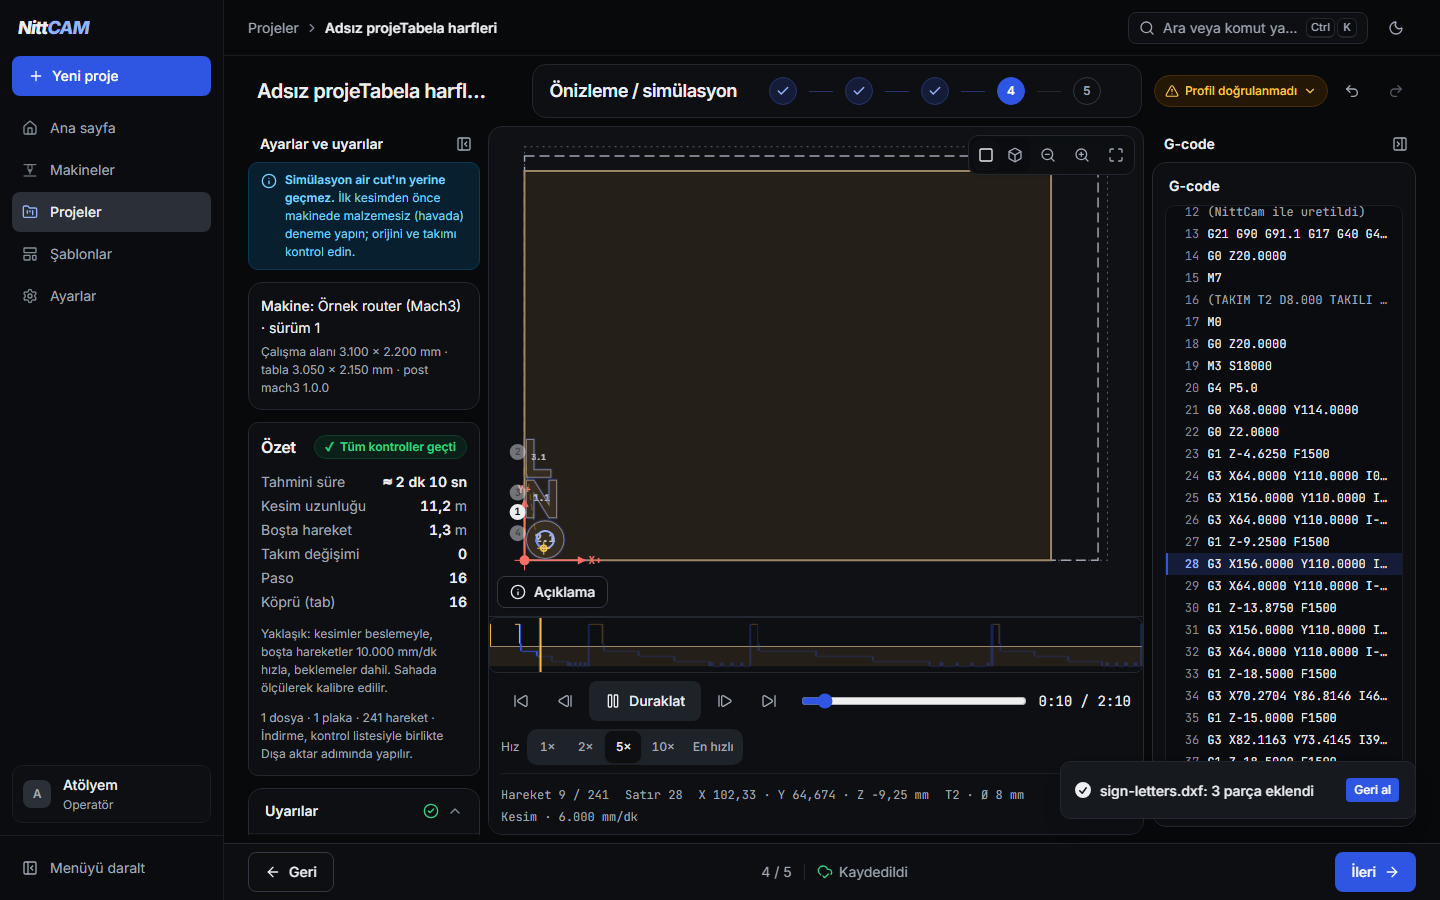 NittCAM
Yeni proje
Ana sayfa
Makineler
Projeler
Şablonlar
Ayarlar
A
Atölyem
Operatör
Menüyü daralt
Projeler > Adsız projeTabela harfleri
Ara veya komut ya... Ctrl K
Adsız projeTabela harfl...
Önizleme / simülasyon
4
5
Profil doğrulanmadı
Ayarlar ve uyarılar
Simülasyon air cut'ın yerine
geçmez. İlk kesimden önce
makinede malzemesiz (havada)
deneme yapın; orijini ve takımı
kontrol edin.
Makine: Örnek router (Mach3)
· sürüm 1
Çalışma alanı 3.100 × 2.200 mm ·
tabla 3.050 × 2.150 mm · post
mach3 1.0.0
Özet
✓ Tüm kontroller geçti
Tahmini süre ≈ 2 dk 10 sn
Kesim uzunluğu 11,2 m
Boşta hareket 1,3 m
Takım değişimi 0
Paso 16
Köprü (tab) 16
Yaklaşık: kesimler beslemeyle,
boşta hareketler 10.000 mm/dk
hızla, beklemeler dahil. Sahada
ölçülerek kalibre edilir.
1 dosya · 1 plaka · 241 hareket ·
İndirme, kontrol listesiyle birlikte
Dışa aktar adımında yapılır.
Uyarılar
2
3.1
1.1
1
X+
Açıklama
Duraklat
0:10 / 2:10
Hız 1× 2× 5× 10× En hızlı
Hareket 9 / 241 Satır 28 X 102,33 · Y 64,674 · Z -9,25 mm T2 · Ø 8 mm
Kesim · 6.000 mm/dk
G-code
G-code
12 (NittCam ile uretildi)
13 G21 G90 G91.1 G17 G40 G4…
14 G0 Z20.0000
15 M7
16 (TAKIM T2 D8.000 TAKILI …
17 M0
18 G0 Z20.0000
19 M3 S18000
20 G4 P5.0
21 G0 X68.0000 Y114.0000
22 G0 Z2.0000
23 G1 Z-4.6250 F1500
24 G3 X64.0000 Y110.0000 I0…
25 G3 X156.0000 Y110.0000 I…
26 G3 X64.0000 Y110.0000 I-…
27 G1 Z-9.2500 F1500
28 G3 X156.0000 Y110.0000 I…
29 G3 X64.0000 Y110.0000 I-…
30 G1 Z-13.8750 F1500
31 G3 X156.0000 Y110.0000 I…
32 G3 X64.0000 Y110.0000 I-…
33 G1 Z-18.5000 F1500
34 G3 X70.2704 Y86.8146 I46…
35 G1 Z-15.0000 F1500
36 G3 X82.1163 Y73.4145 I39…
37 G1 Z-18.5000 F1500
sign-letters.dxf: 3 parça eklendi
Geri al
Geri
4 / 5
Kaydedildi
İleri